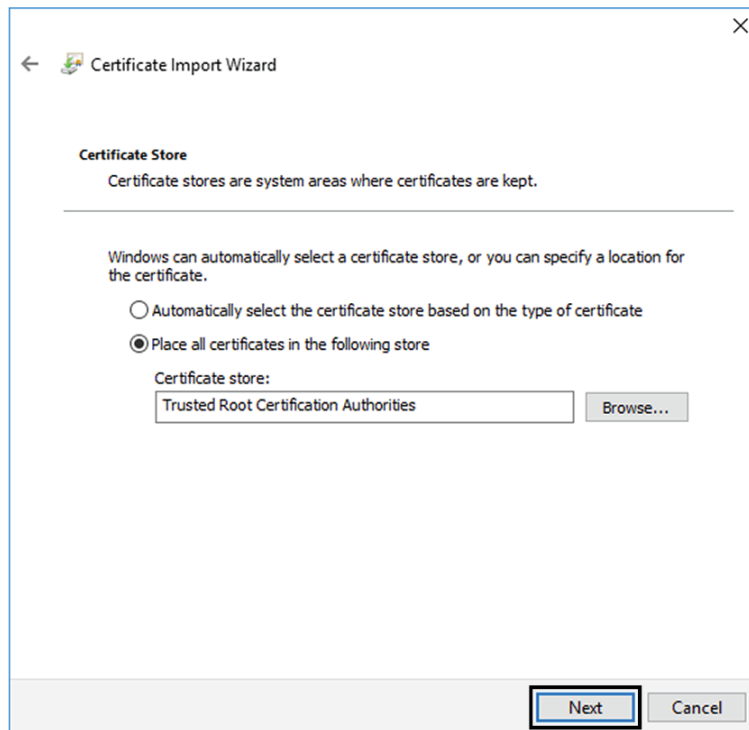 Certificate Import Wizard
Certificate Store
Certificate stores are system areas where certificates are kept.
Windows can automatically select a certificate store, or you can specify a location for
the certificate.
Automatically select the certificate store based on the type of certificate
Place all certificates in the following store
Certificate store:
Trusted Root Certification Authorities
Browse...
Next
Cancel